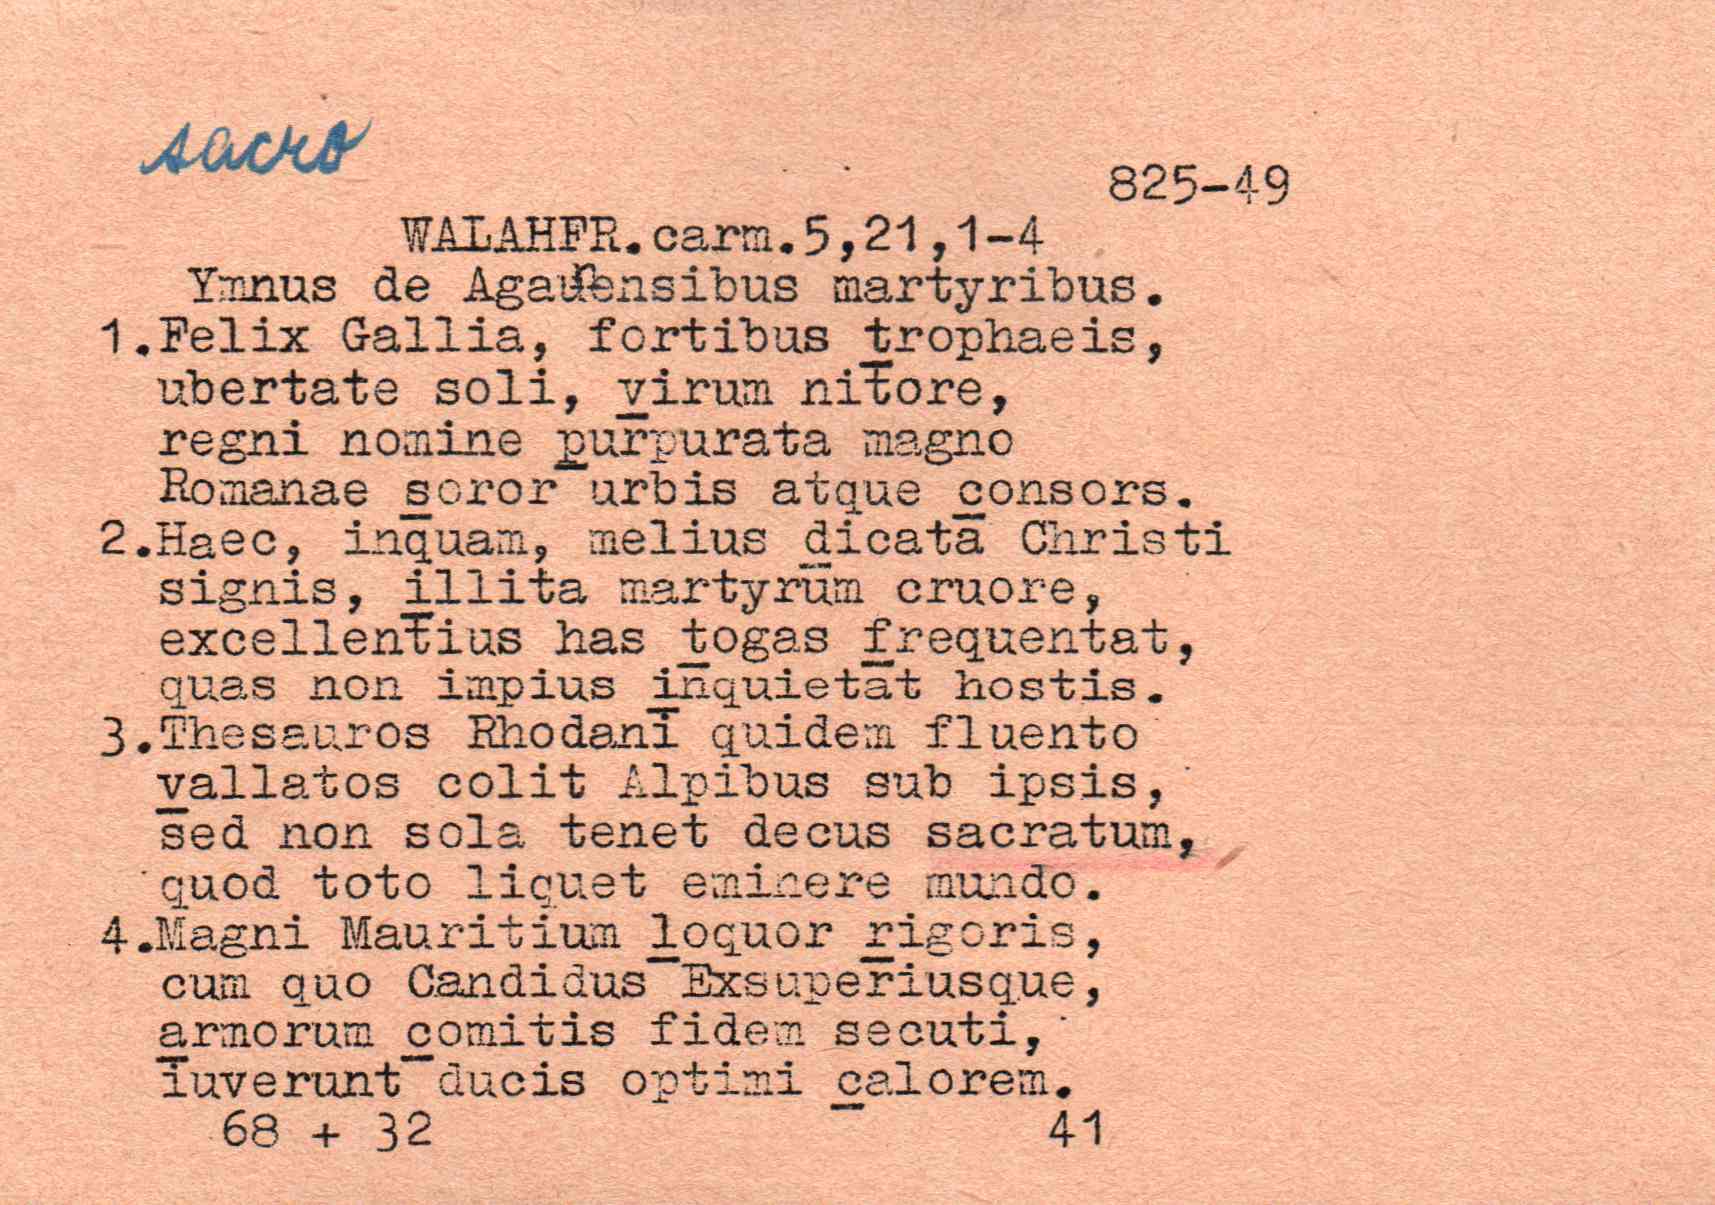 sacro
825-49
WALAHFR.carm.5,21,1-4
Ymnus de Agaunensibus martyribus.
1.Felix Gallia, fortibus trophaeis,
ubertate soli, virum nitore,
regni nomine purpurata magno
Romanae soror urbis atque consors.
2.Haec, inquam, melius dicata Christi
signis, illita martyrum cruore,
excellentius has togas frequentat,
quas non impius inquietat hostis.
3.Thesauros Rhodani quidem fluento
vallatos colit Alpibus sub ipsis,
sed non sola tenet decus sacratum,
quod toto liquet eminere mundo.
4.Magni Mauritium loquor rigoris,
cum quo Candidus Exsuperiusque,
armorum comitis fidem secuti,
iuverunt ducis optimi calorem.
68 + 32 41